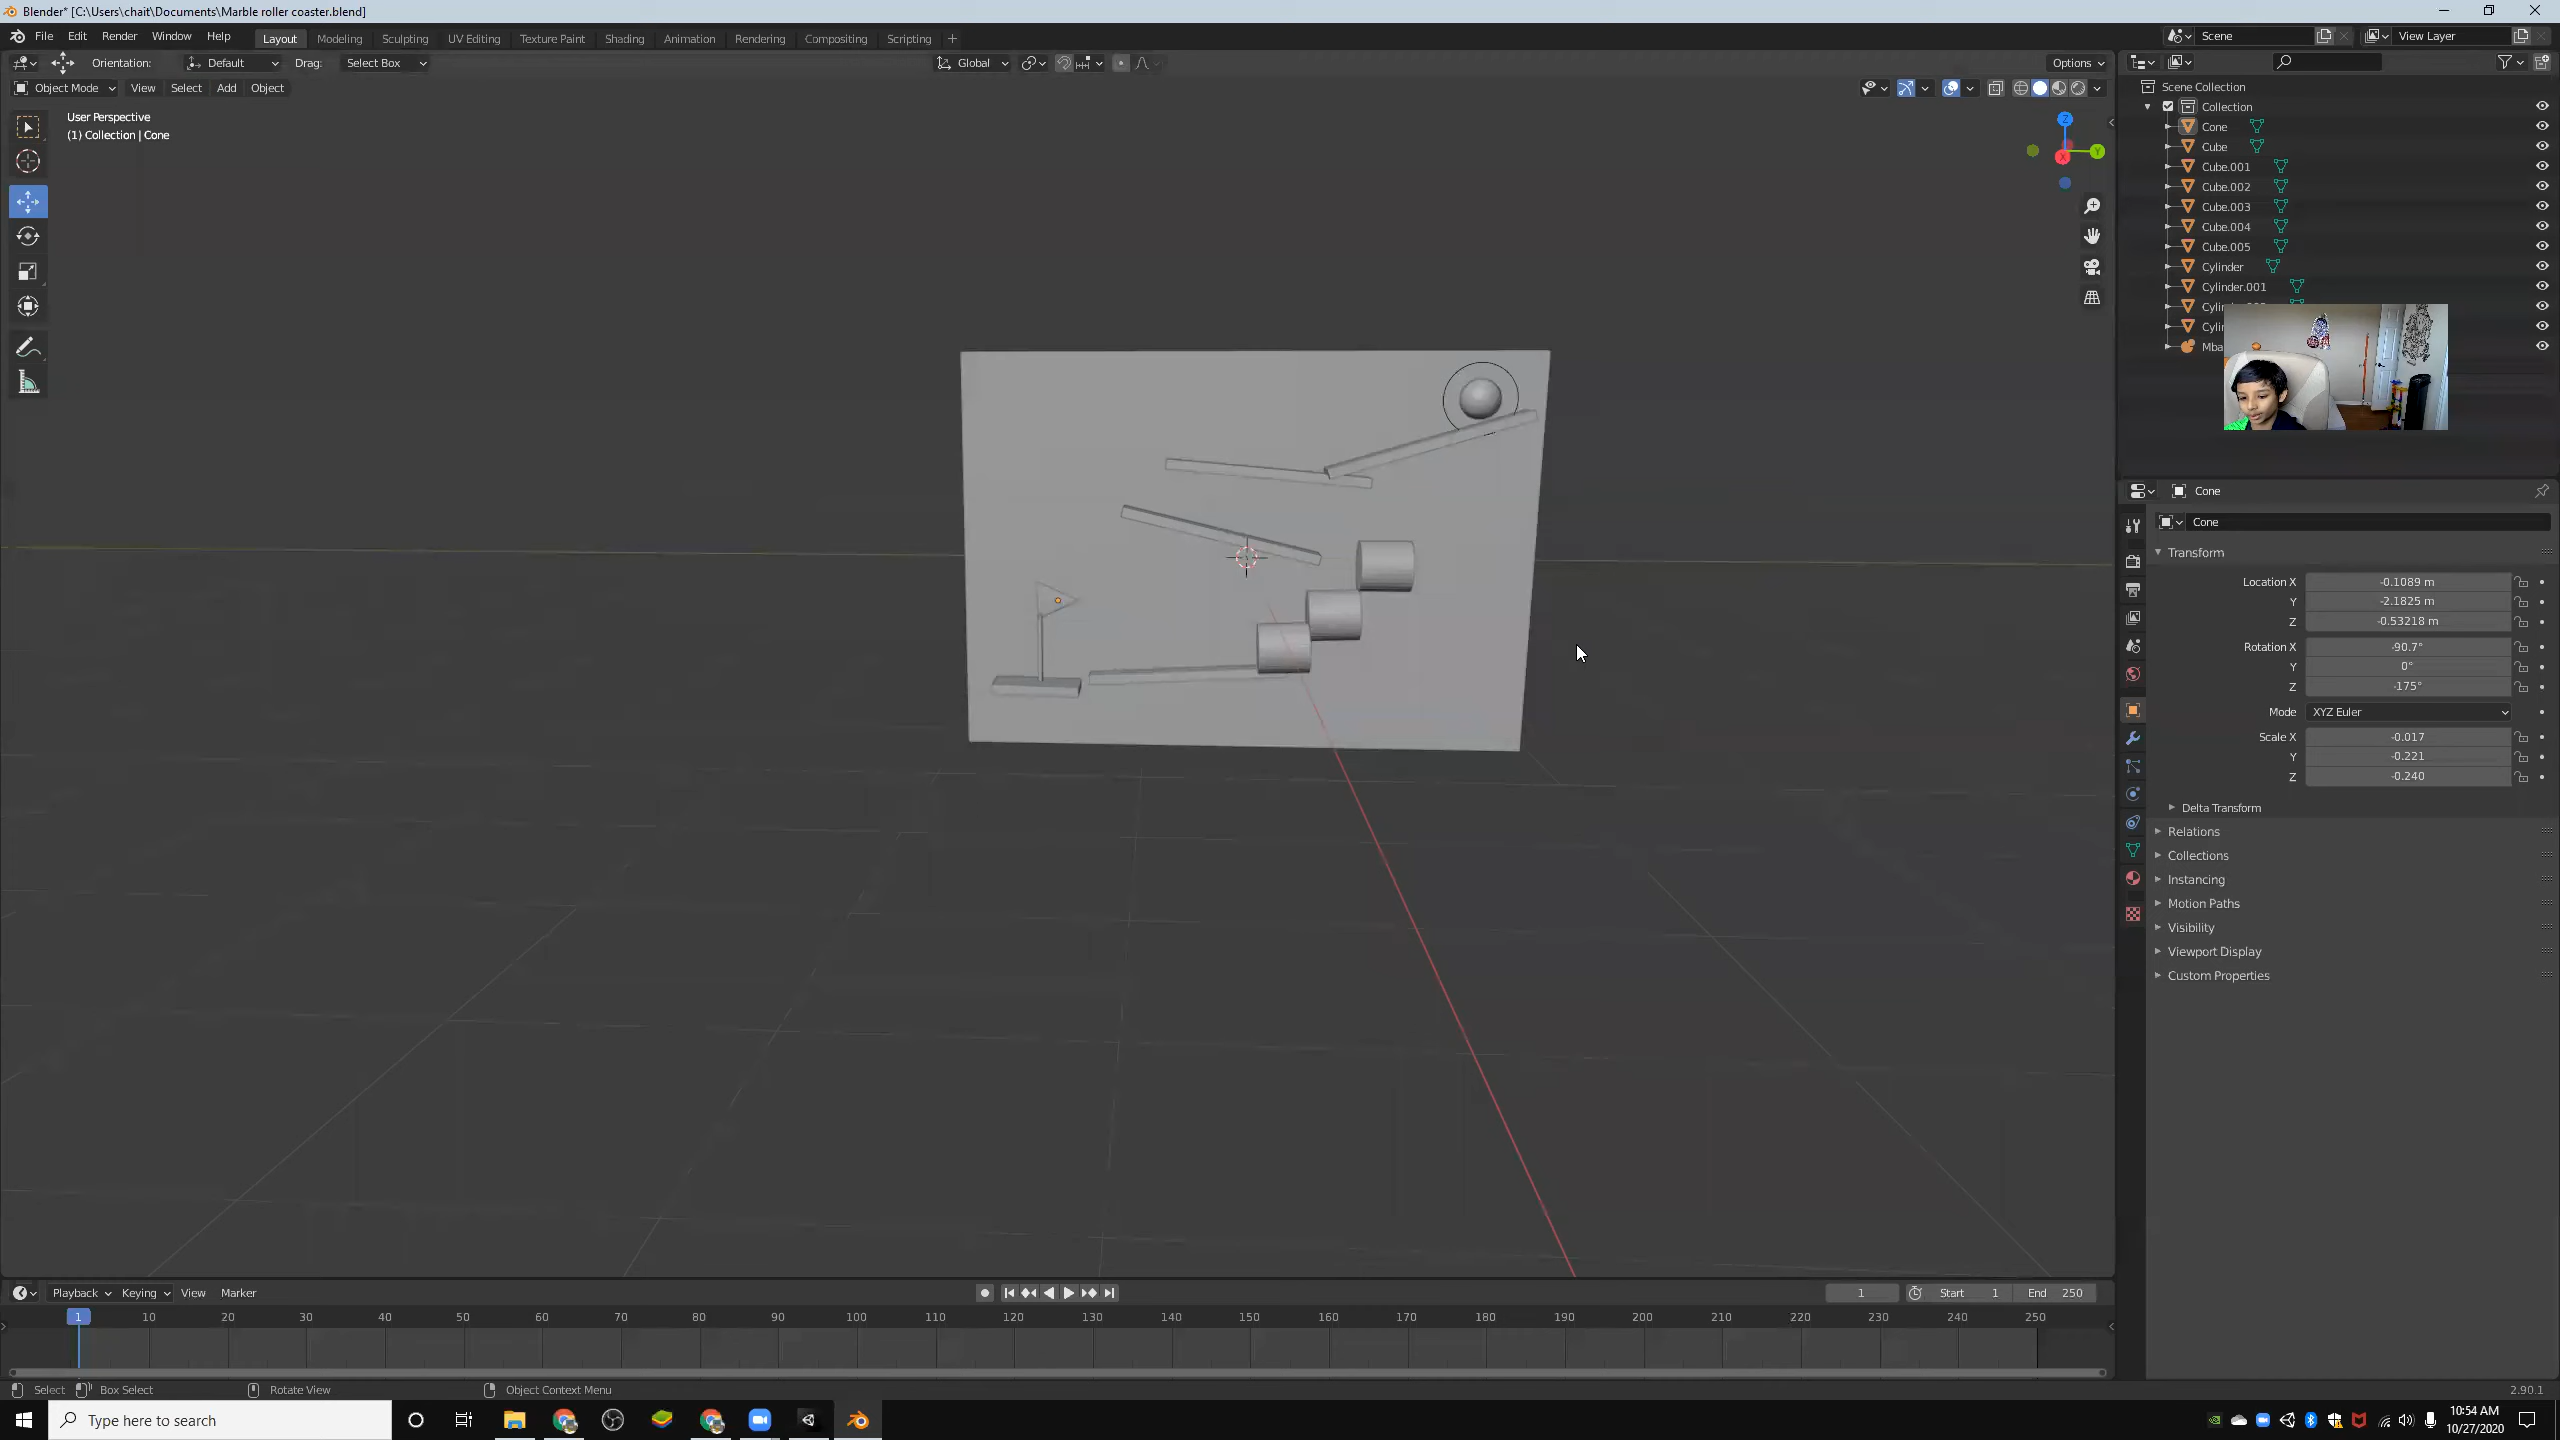 Blender* [C:\Users\chait\Documents\Marble roller coaster.blend]
File Edit Render Window Help Layout Modeling Sculpting UV Editing Texture Paint Shading Animation Rendering Compositing Scripting + Scene View Layer
Orientation: Default Drag: Select Box Global Options
Object Mode View Select Add Object
User Perspective
(1) Collection | Cone
Z
Y
X
Scene Collection
Collection
Cone
Cube
Cube.001
Cube.002
Cube.003
Cube.004
Cube.005
Cylinder
Cylinder.001
Cone
Cone
Transform
Location X -0.1089 m
Y -2.1825 m
Z -0.53218 m
Rotation X -90.7°
Y 0°
Z -175°
Mode XYZ Euler
Scale X -0.017
Y -0.221
Z -0.240
Delta Transform
Relations
Collections
Instancing
Motion Paths
Visibility
Viewport Display
Custom Properties
Playback Keying View Marker 1 Start 1 End 250
1 10 20 30 40 50 60 70 80 90 100 110 120 130 140 150 160 170 180 190 200 210 220 230 240 250
Select Box Select Rotate View Object Context Menu 2.90.1
Type here to search
10:54 AM
10/27/2020